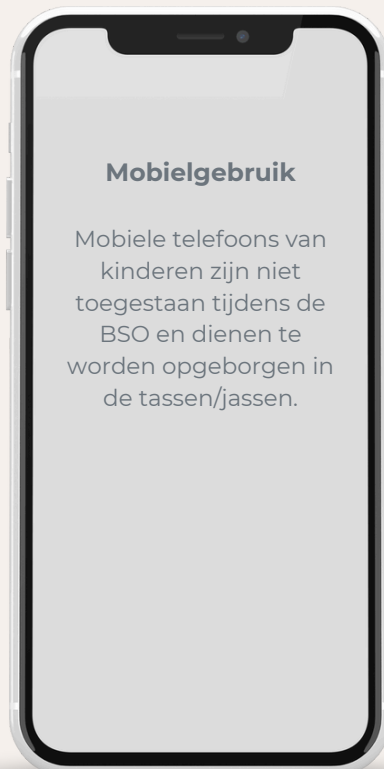 Mobielgebruik
Mobiele telefoons van
kinderen zijn niet
toegestaan tijdens de
BSO en dienen te
worden opgeborgen in
de tassen/jassen.